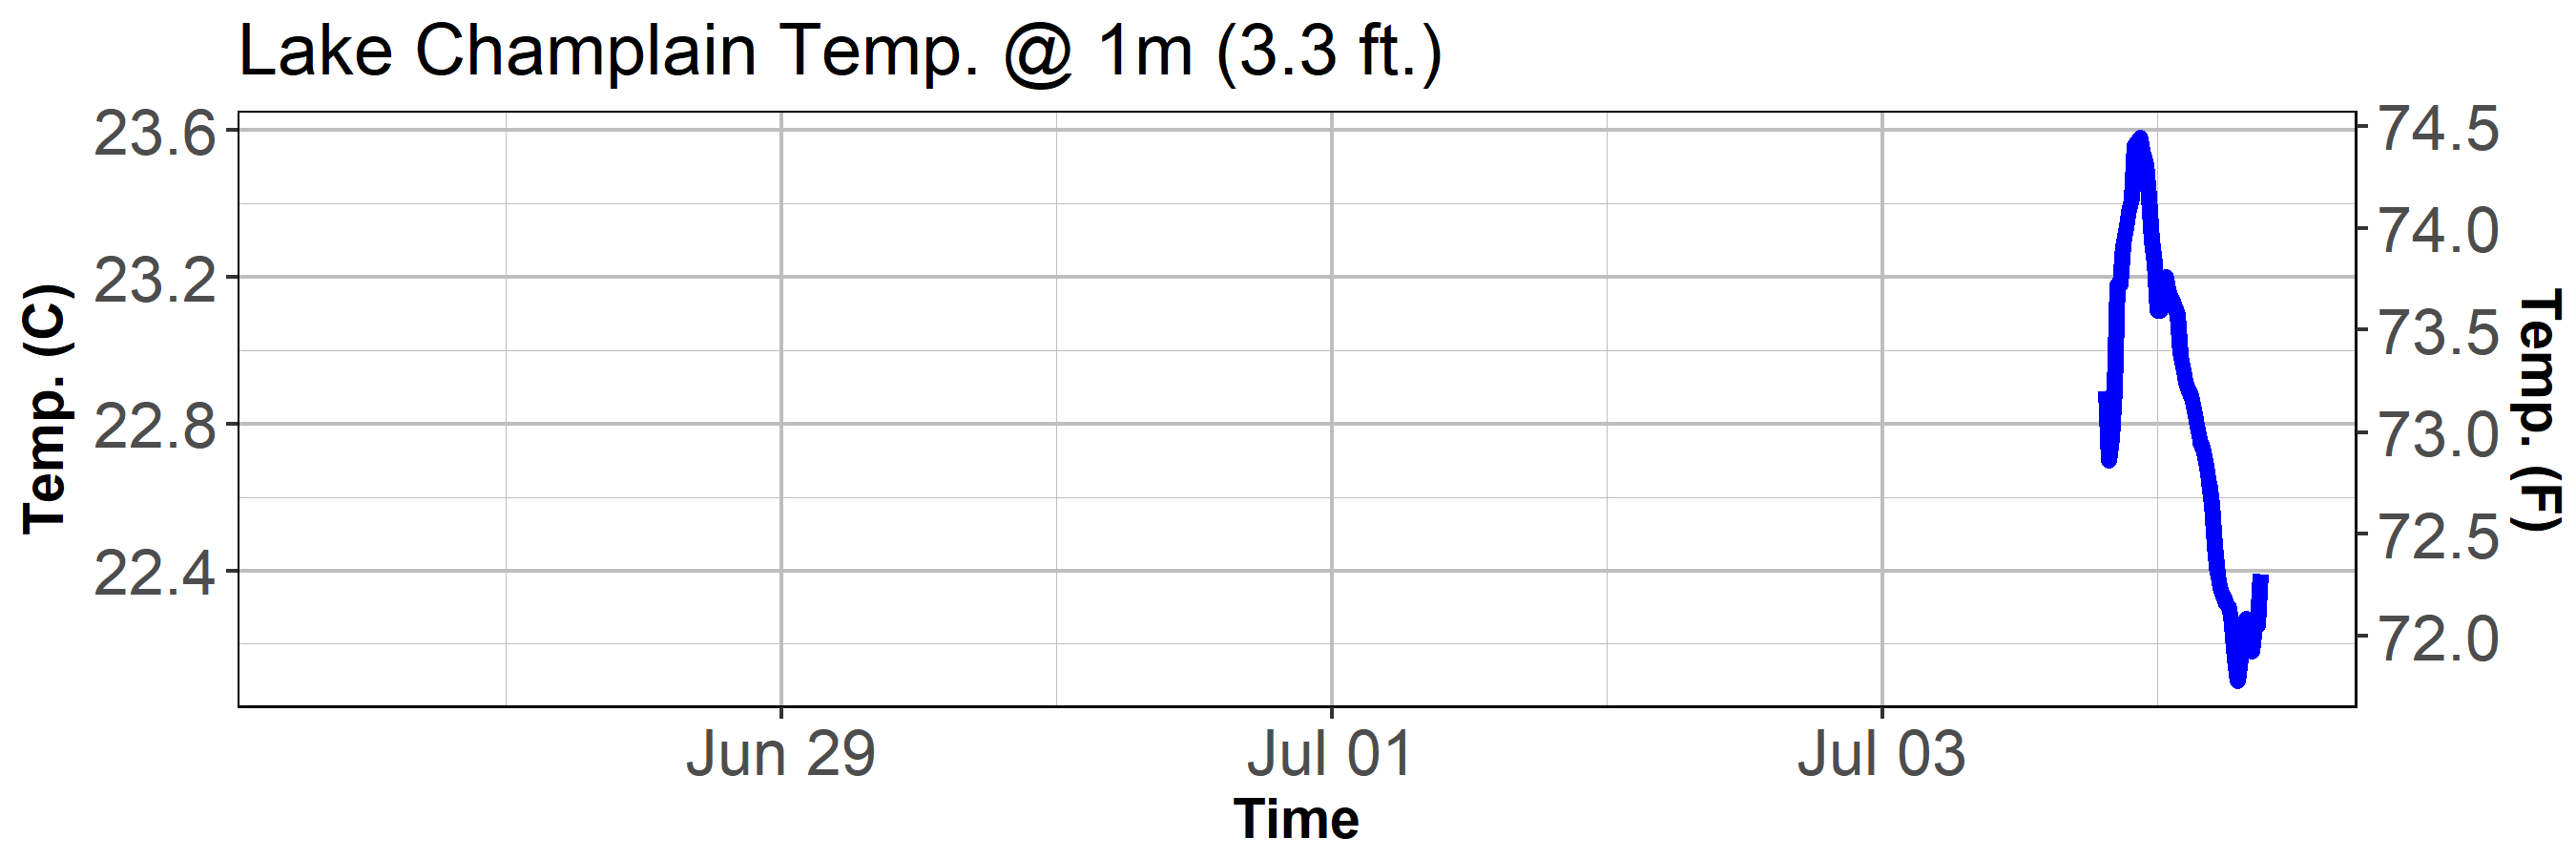 Lake Champlain Temp. @ 1m (3.3 ft.)
23.6
23.2
22.8
22.4
Temp. (C)
74.5
74.0
73.5
73.0
72.5
72.0
Temp. (F)
Jun 29 Jul 01 Jul 03
Time